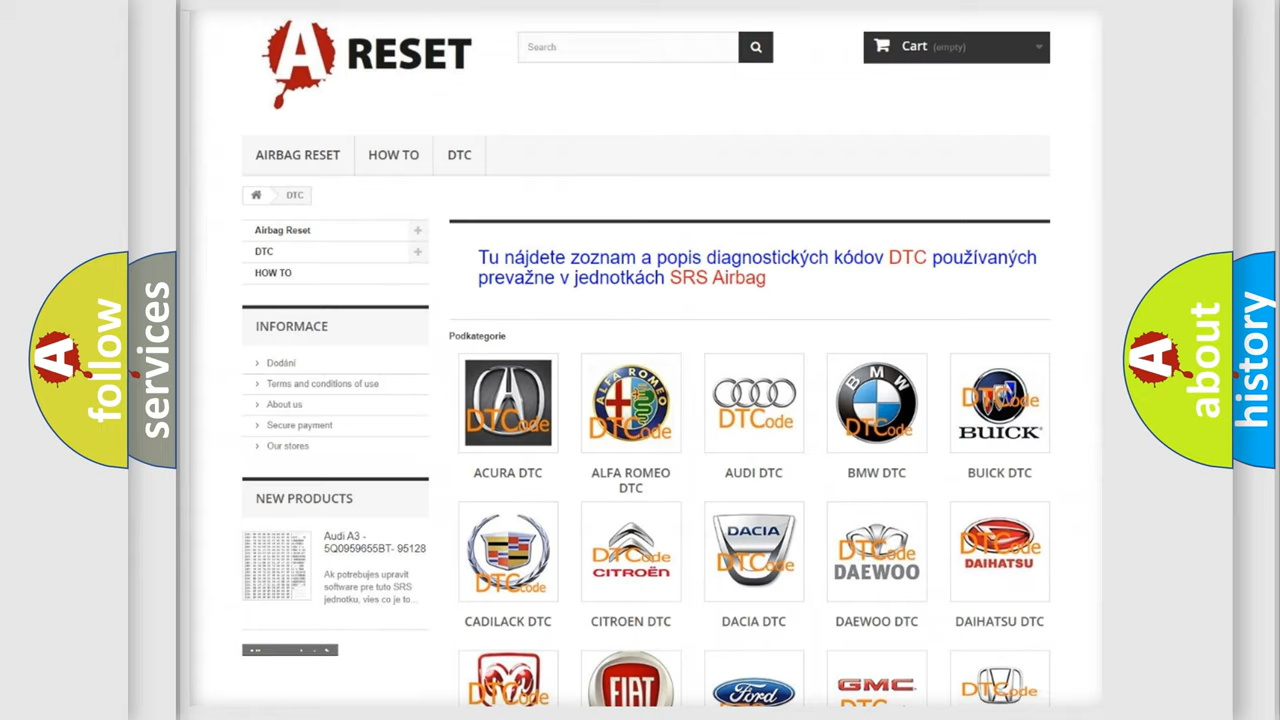 A RESET
Search
Cart (empty)
AIRBAG RESET
HOW TO
DTC
DTC
Airbag Reset
DTC
HOW TO
Tu nájdete zoznam a popis diagnostických kódov DTC používaných
prevažne v jednotkách SRS Airbag
INFORMACE
Dodání
Terms and conditions of use
About us
Secure payment
Our stores
Podkategorie
DTCode
ALFA ROMEO
DTCode
DTCode
BMW
DTCode
DTCode
BUICK
ACURA DTC
ALFA ROMEO
DTC
AUDI DTC
BMW DTC
BUICK DTC
NEW PRODUCTS
Audi A3 -
5Q0959655BT- 95128
Ak potrebujes upravit
software pre tuto SRS
jednotku, vies co je to...
DTCode
DTCode
CITROËN
DACIA
DTCode
DTCode
DAEWOO
DTCode
DAIHATSU
CADILACK DTC
CITROEN DTC
DACIA DTC
DAEWOO DTC
DAIHATSU DTC
DTCode
FIAT
Ford
GMC
DTCode
A follow
services
A about
history